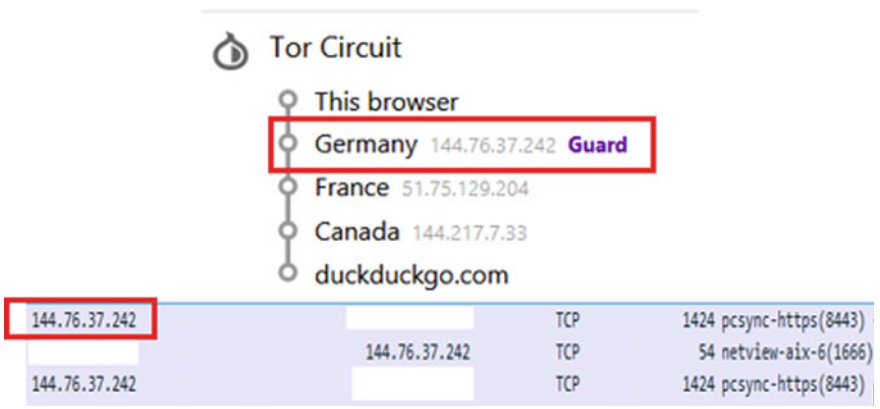 Tor Circuit
This browser
Germany 144.76.37.242 Guard
France 51.75.129.204
Canada 144.217.7.33
duckduckgo.com
144.76.37.242 TCP 1424 pcsync-https(8443)
144.76.37.242 TCP 54 netview-aix-6(1666)
144.76.37.242 TCP 1424 pcsync-https(8443)